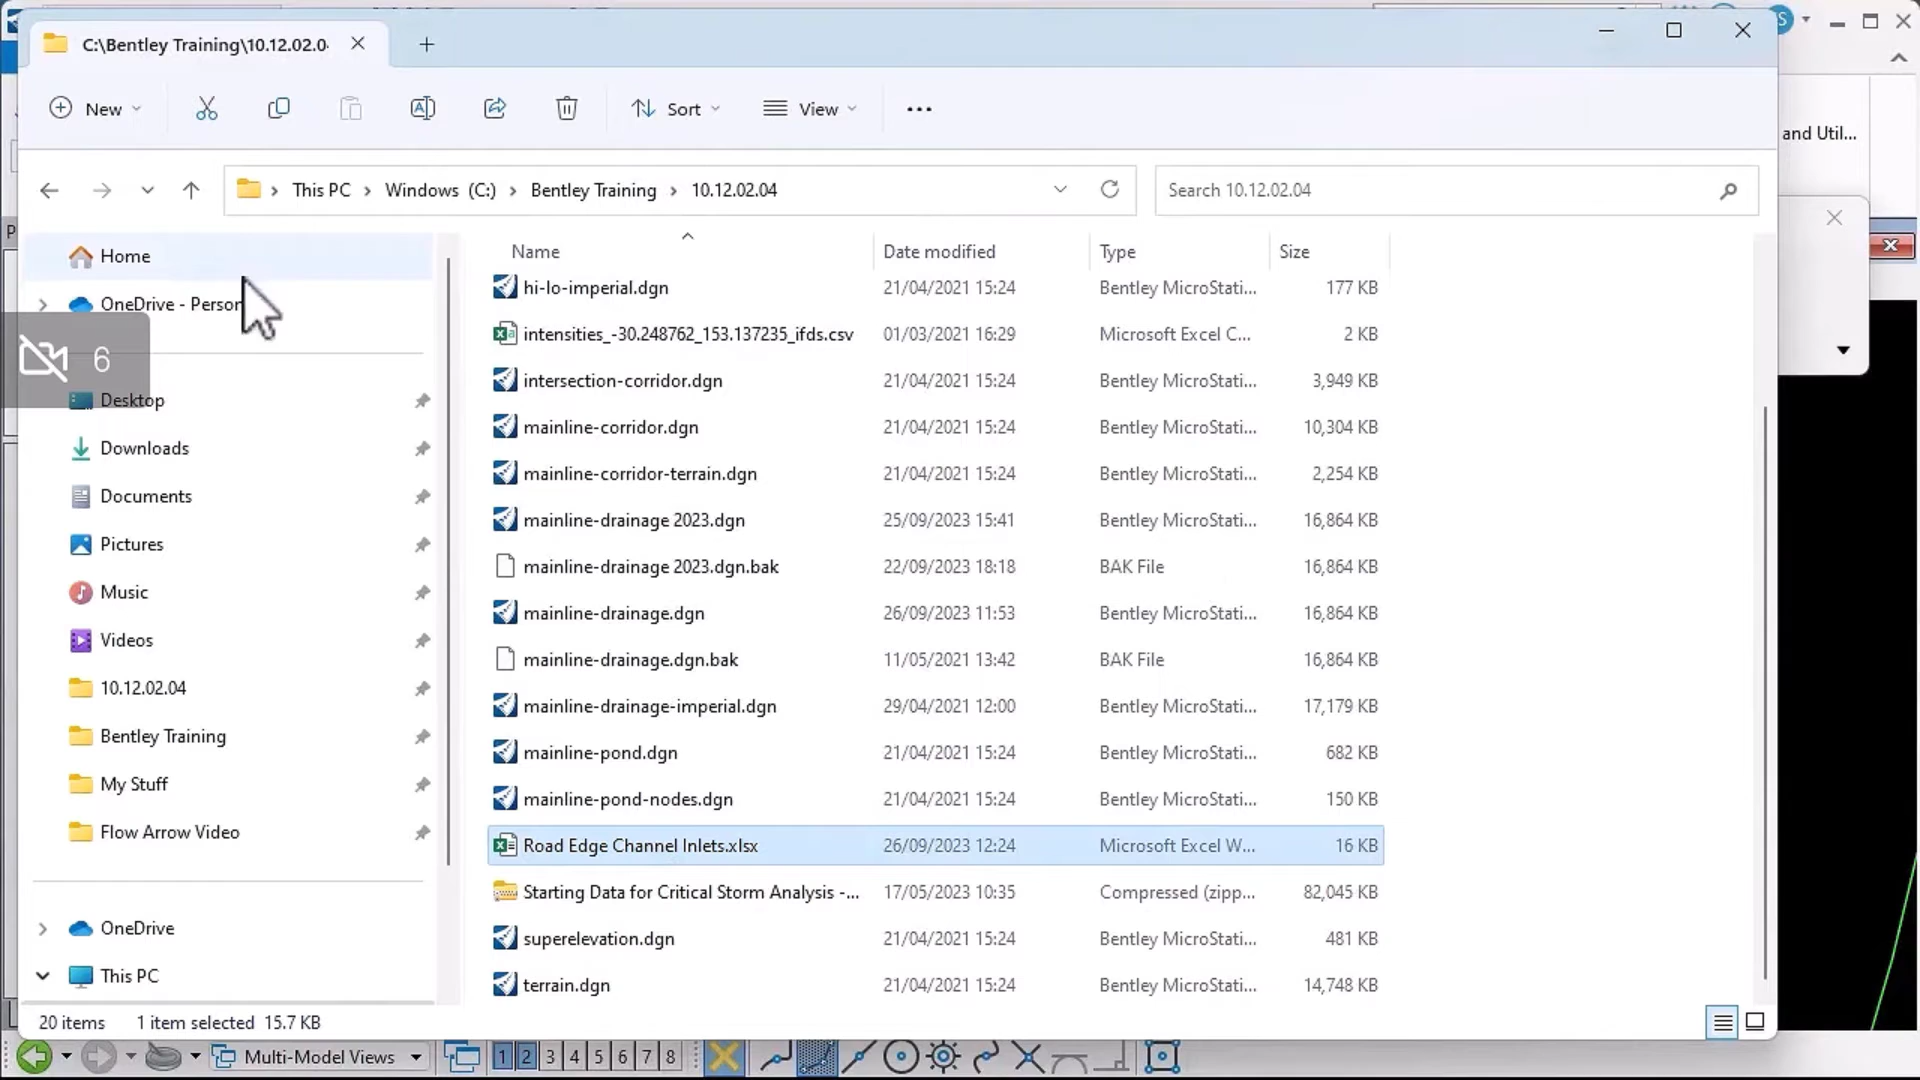 S
C:\Bentley Training\10.12.02.0
New
Sort
View
and Util...
This PC
Windows (C:)
Bentley Training
10.12.02.04
Search 10.12.02.04
P
Name
Date modified
Type
Size
Home
OneDrive - Person
6
Desktop
Downloads
Documents
Pictures
Music
Videos
10.12.02.04
Bentley Training
My Stuff
Flow Arrow Video
OneDrive
This PC
hi-lo-imperial.dgn 21/04/2021 15:24 Bentley MicroStati... 177 KB
intensities_-30.248762_153.137235_ifds.csv 01/03/2021 16:29 Microsoft Excel C... 2 KB
intersection-corridor.dgn 21/04/2021 15:24 Bentley MicroStati... 3,949 KB
mainline-corridor.dgn 21/04/2021 15:24 Bentley MicroStati... 10,304 KB
mainline-corridor-terrain.dgn 21/04/2021 15:24 Bentley MicroStati... 2,254 KB
mainline-drainage 2023.dgn 25/09/2023 15:41 Bentley MicroStati... 16,864 KB
mainline-drainage 2023.dgn.bak 22/09/2023 18:18 BAK File 16,864 KB
mainline-drainage.dgn 26/09/2023 11:53 Bentley MicroStati... 16,864 KB
mainline-drainage.dgn.bak 11/05/2021 13:42 BAK File 16,864 KB
mainline-drainage-imperial.dgn 29/04/2021 12:00 Bentley MicroStati... 17,179 KB
mainline-pond.dgn 21/04/2021 15:24 Bentley MicroStati... 682 KB
mainline-pond-nodes.dgn 21/04/2021 15:24 Bentley MicroStati... 150 KB
Road Edge Channel Inlets.xlsx 26/09/2023 12:24 Microsoft Excel W... 16 KB
Starting Data for Critical Storm Analysis -... 17/05/2023 10:35 Compressed (zipp... 82,045 KB
superelevation.dgn 21/04/2021 15:24 Bentley MicroStati... 481 KB
terrain.dgn 21/04/2021 15:24 Bentley MicroStati... 14,748 KB
20 items 1 item selected 15.7 KB
Multi-Model Views 1 2 3 4 5 6 7 8